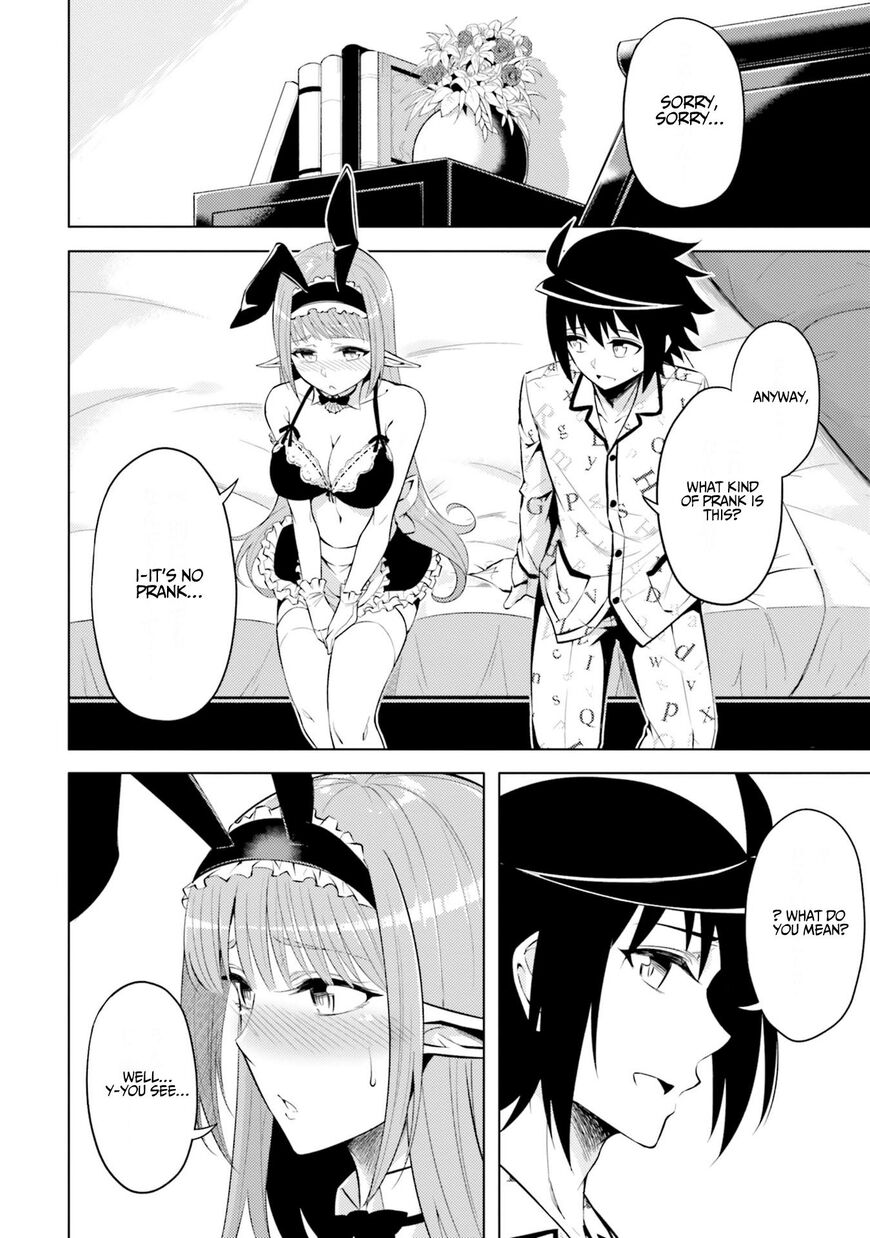 SORRY,
SORRY...
ANYWAY,
WHAT KIND
OF PRANK IS
THIS?
I-IT'S NO
PRANK...
? WHAT DO
YOU MEAN?
WELL...
Y-YOU SEE...